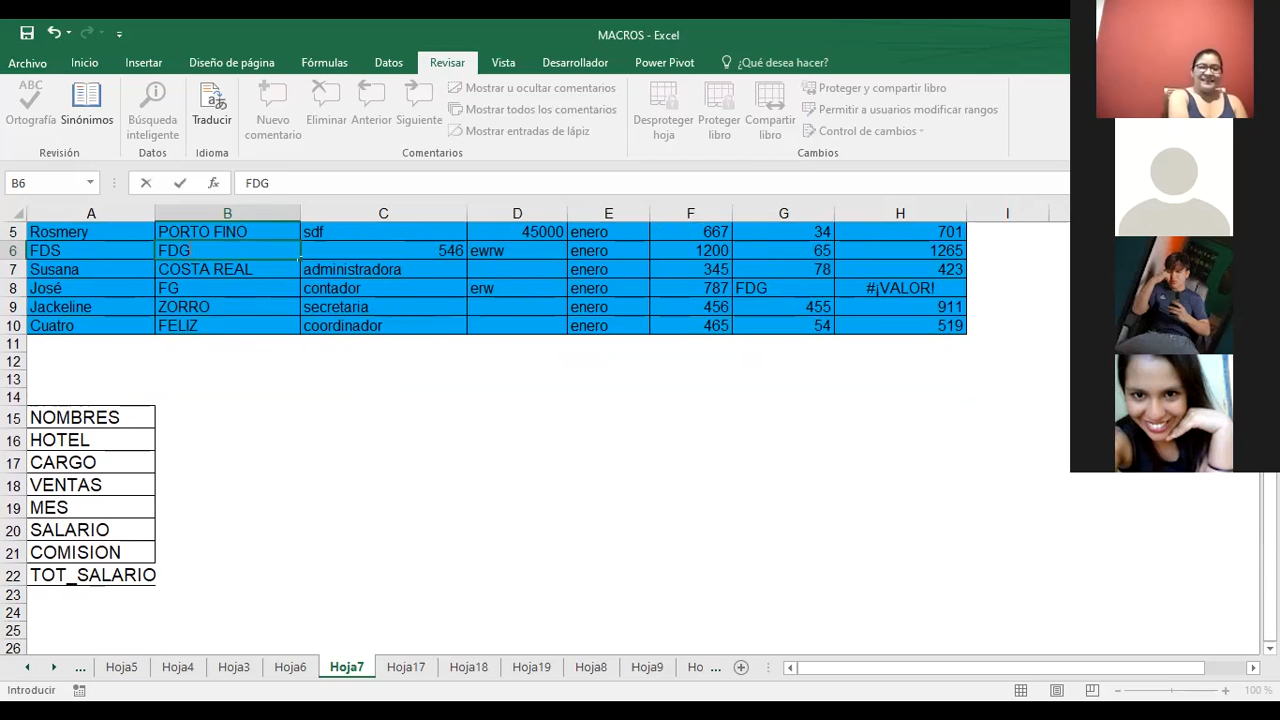 MACROS - Excel
Archivo Inicio Insertar Diseño de página Fórmulas Datos Revisar Vista Desarrollador Power Pivot ¿Qué desea hacer?
ABC
Ortografía Sinónimos Búsqueda inteligente Traducir Nuevo comentario Eliminar Anterior Siguiente Mostrar u ocultar comentarios
Mostrar todos los comentarios
Mostrar entradas de lápiz
Desproteger hoja Proteger libro Compartir libro Proteger y compartir libro
Permitir a usuarios modificar rangos
Control de cambios
Revisión Datos Idioma Comentarios Cambios
B6 fx FDG
A B C D E F G H I
5 Rosmery PORTO FINO sdf 45000 enero 667 34 701
6 FDS FDG 546 ewrw enero 1200 65 1265
7 Susana COSTA REAL administradora enero 345 78 423
8 José FG contador erw enero 787 FDG #¡VALOR!
9 Jackeline ZORRO secretaria enero 456 455 911
10 Cuatro FELIZ coordinador enero 465 54 519
11
12
13
14
15 NOMBRES
16 HOTEL
17 CARGO
18 VENTAS
19 MES
20 SALARIO
21 COMISION
22 TOT_SALARIO
23
24
25
26
... Hoja5 Hoja4 Hoja3 Hoja6 Hoja7 Hoja17 Hoja18 Hoja19 Hoja8 Hoja9 Ho ...
Introducir 100 %